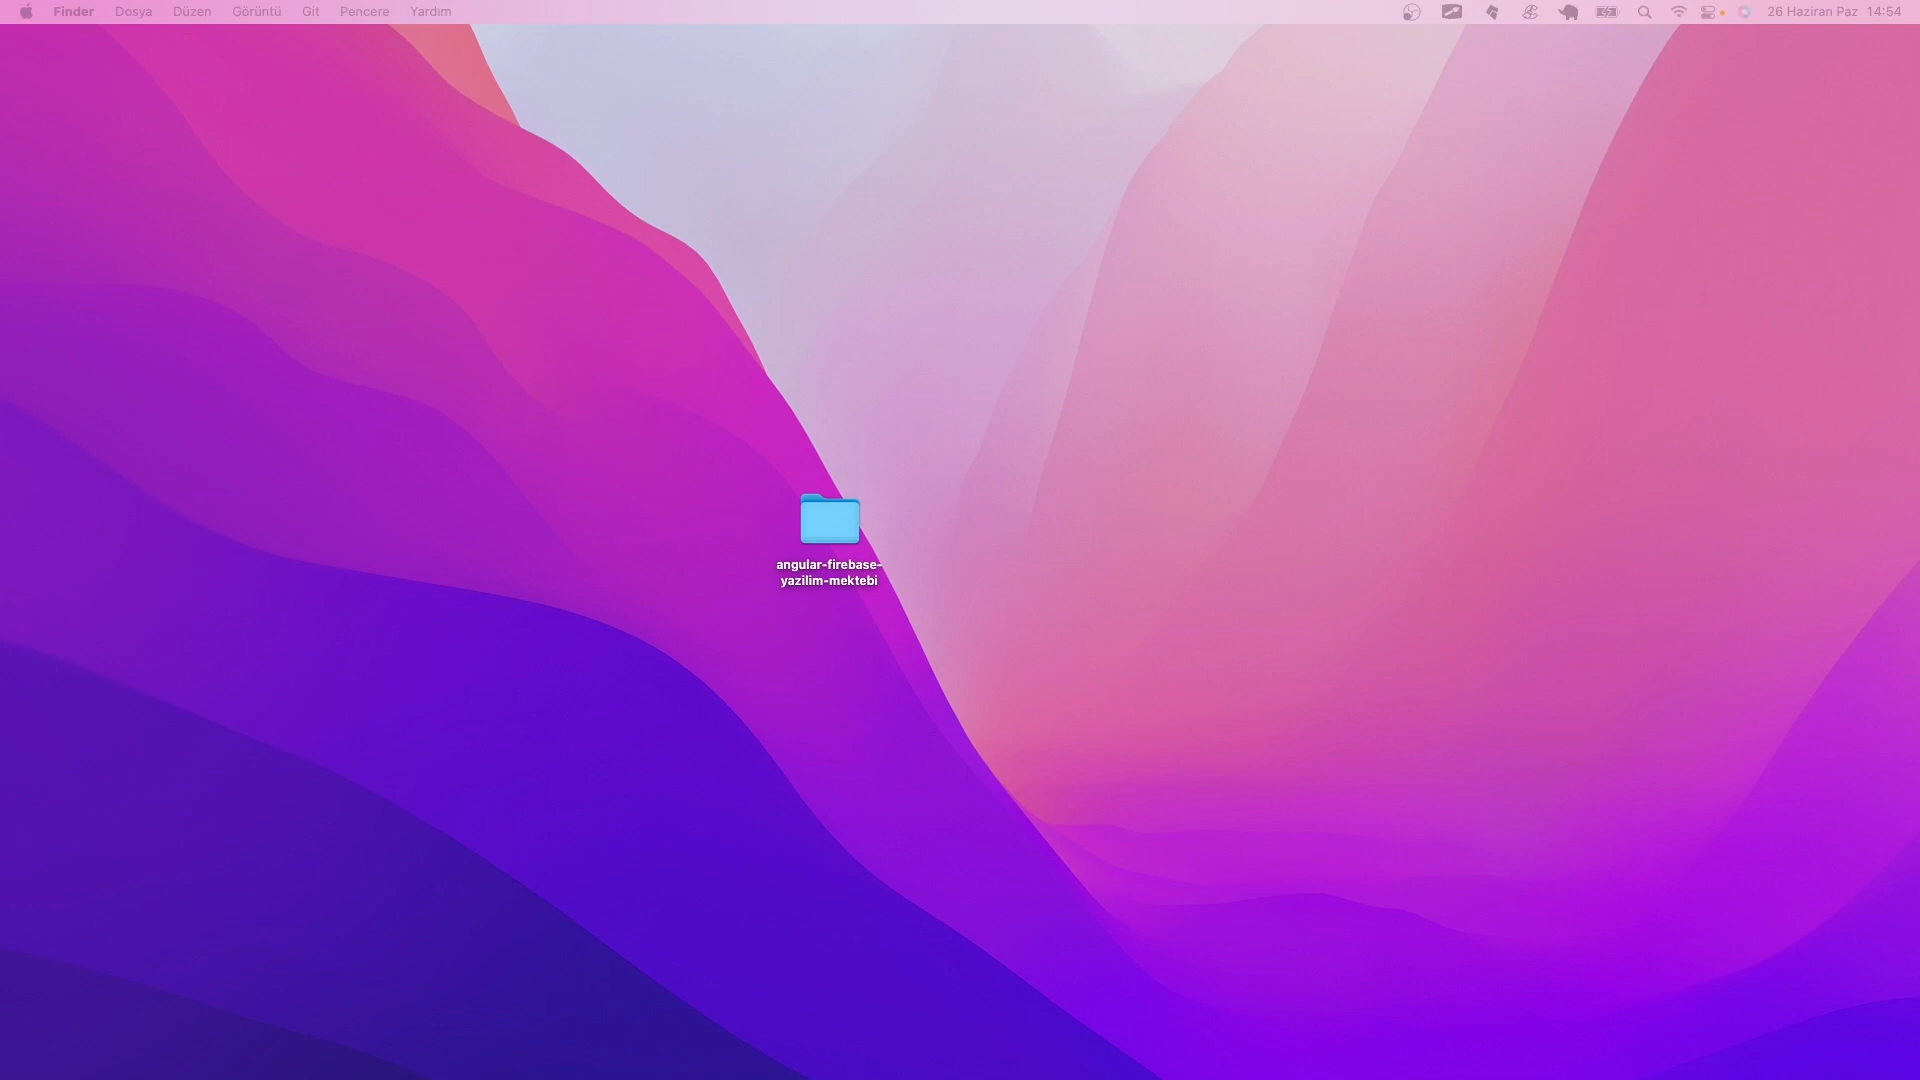 Finder Dosya Düzen Görüntü Git Pencere Yardım 26 Haziran Paz 14:54
angular-firebase-
yazilim-mektebi